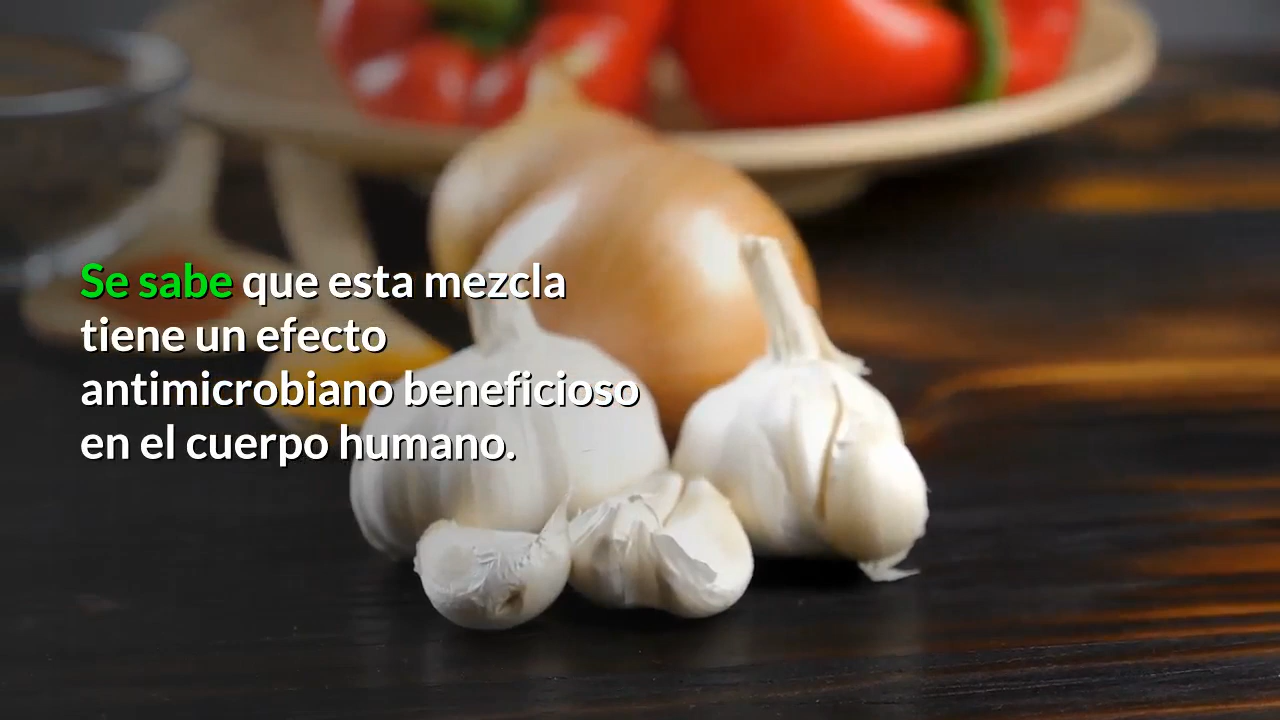 Se sabe que esta mezcla
tiene un efecto
antimicrobiano beneficioso
en el cuerpo humano.